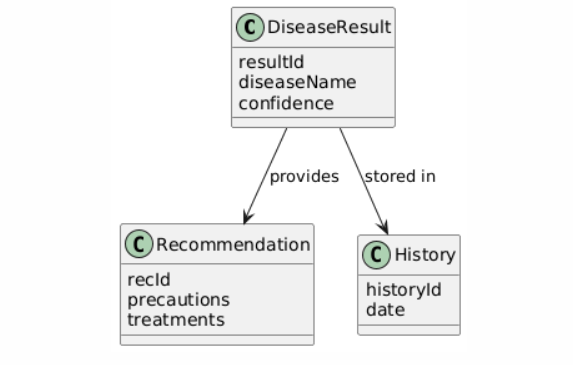 C DiseaseResult
resultId
diseaseName
confidence
provides
stored in
C Recommendation
recId
precautions
treatments
C History
historyId
date